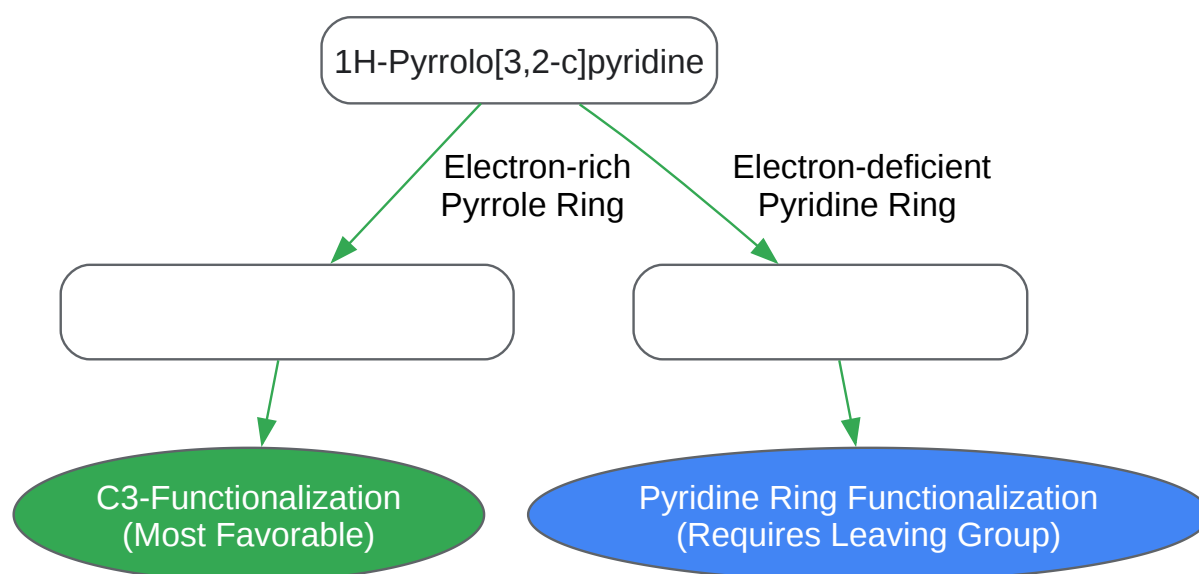 1H-Pyrrolo[3,2-c]pyridine
Electron-rich
Pyrrole Ring
Electron-deficient
Pyridine Ring
C3-Functionalization
(Most Favorable)
Pyridine Ring Functionalization
(Requires Leaving Group)